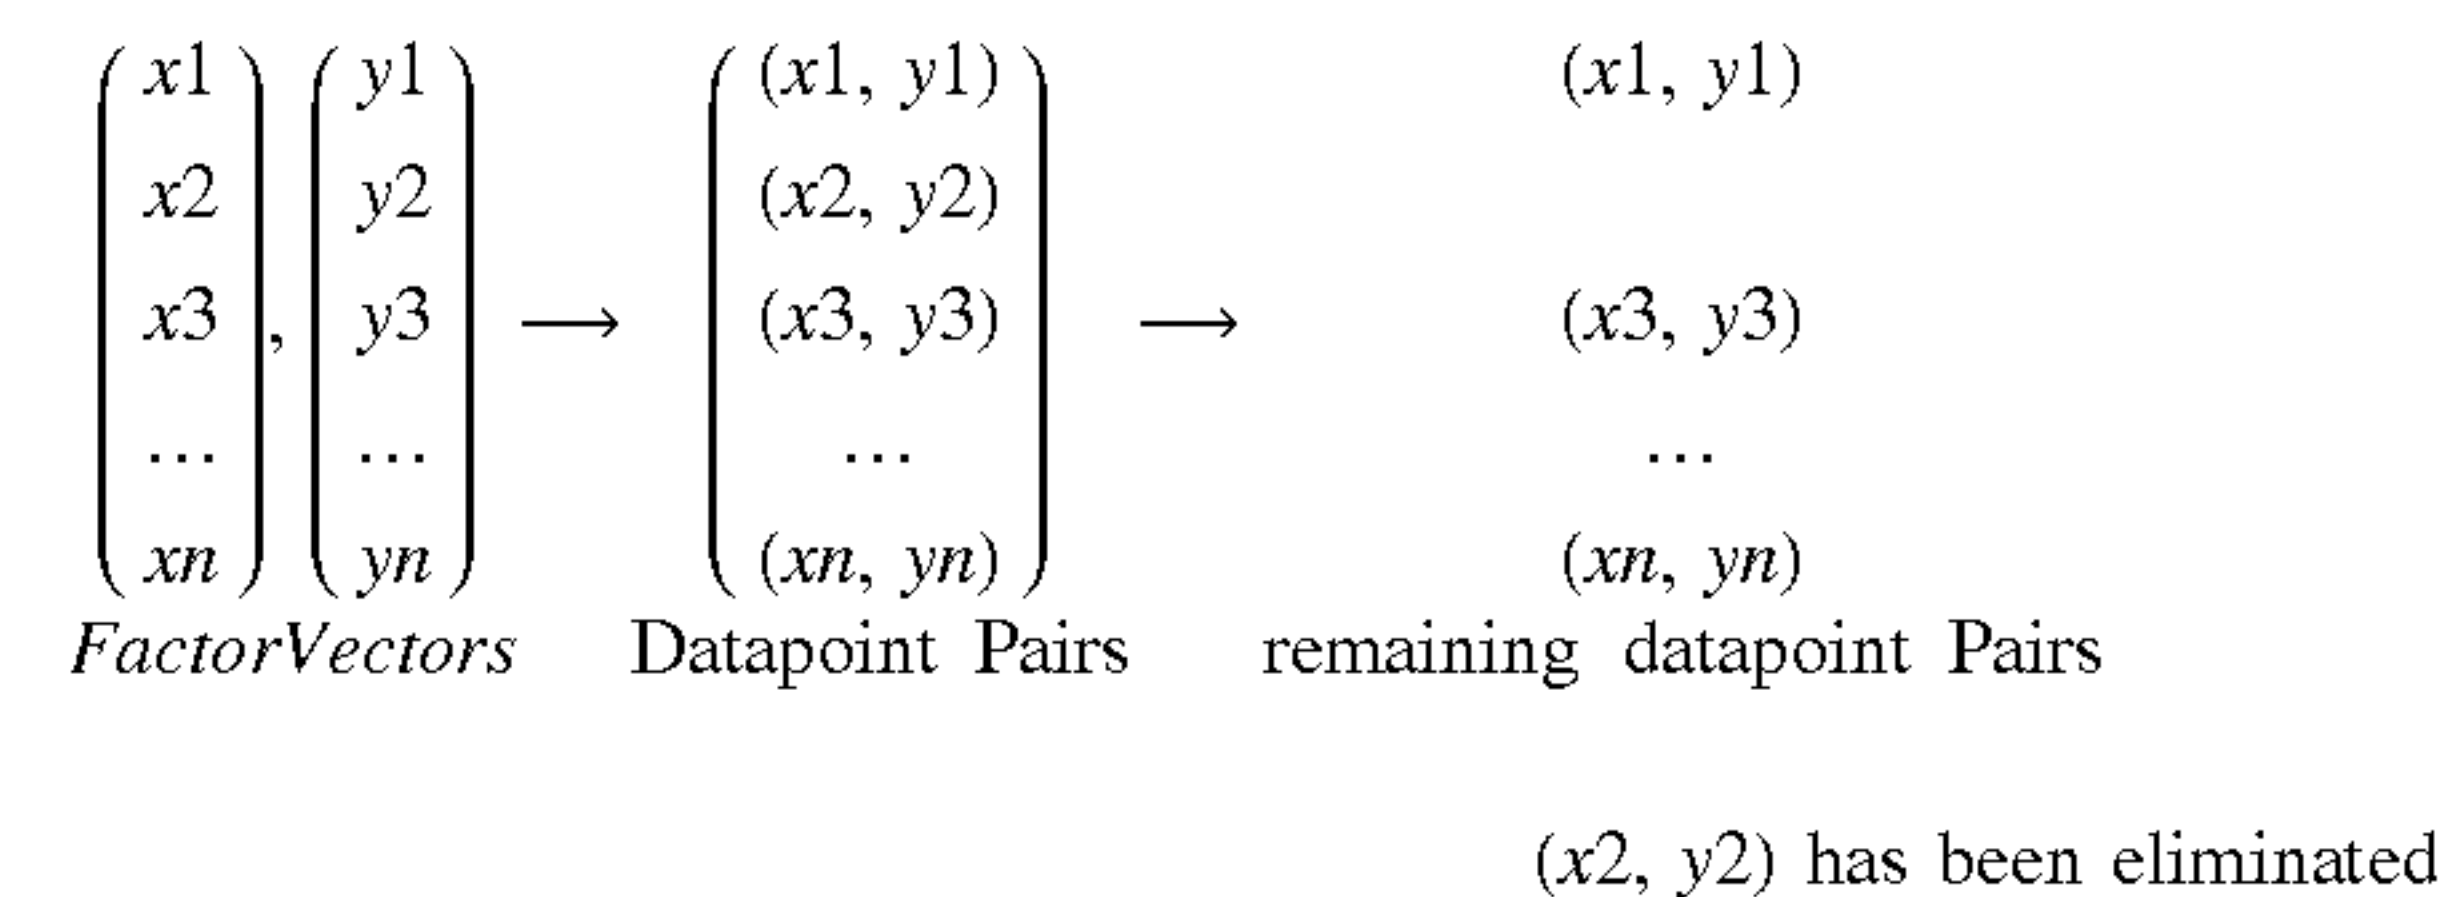 x1 y1 (x1, y1) (x1, y1)
x2 y2 (x2, y2)
x3 , y3 ⟶ (x3, y3) ⟶ (x3, y3)
... ... ... ...
xn yn (xn, yn) (xn, yn)
FactorVectors Datapoint Pairs remaining datapoint Pairs
(x2, y2) has been eliminated